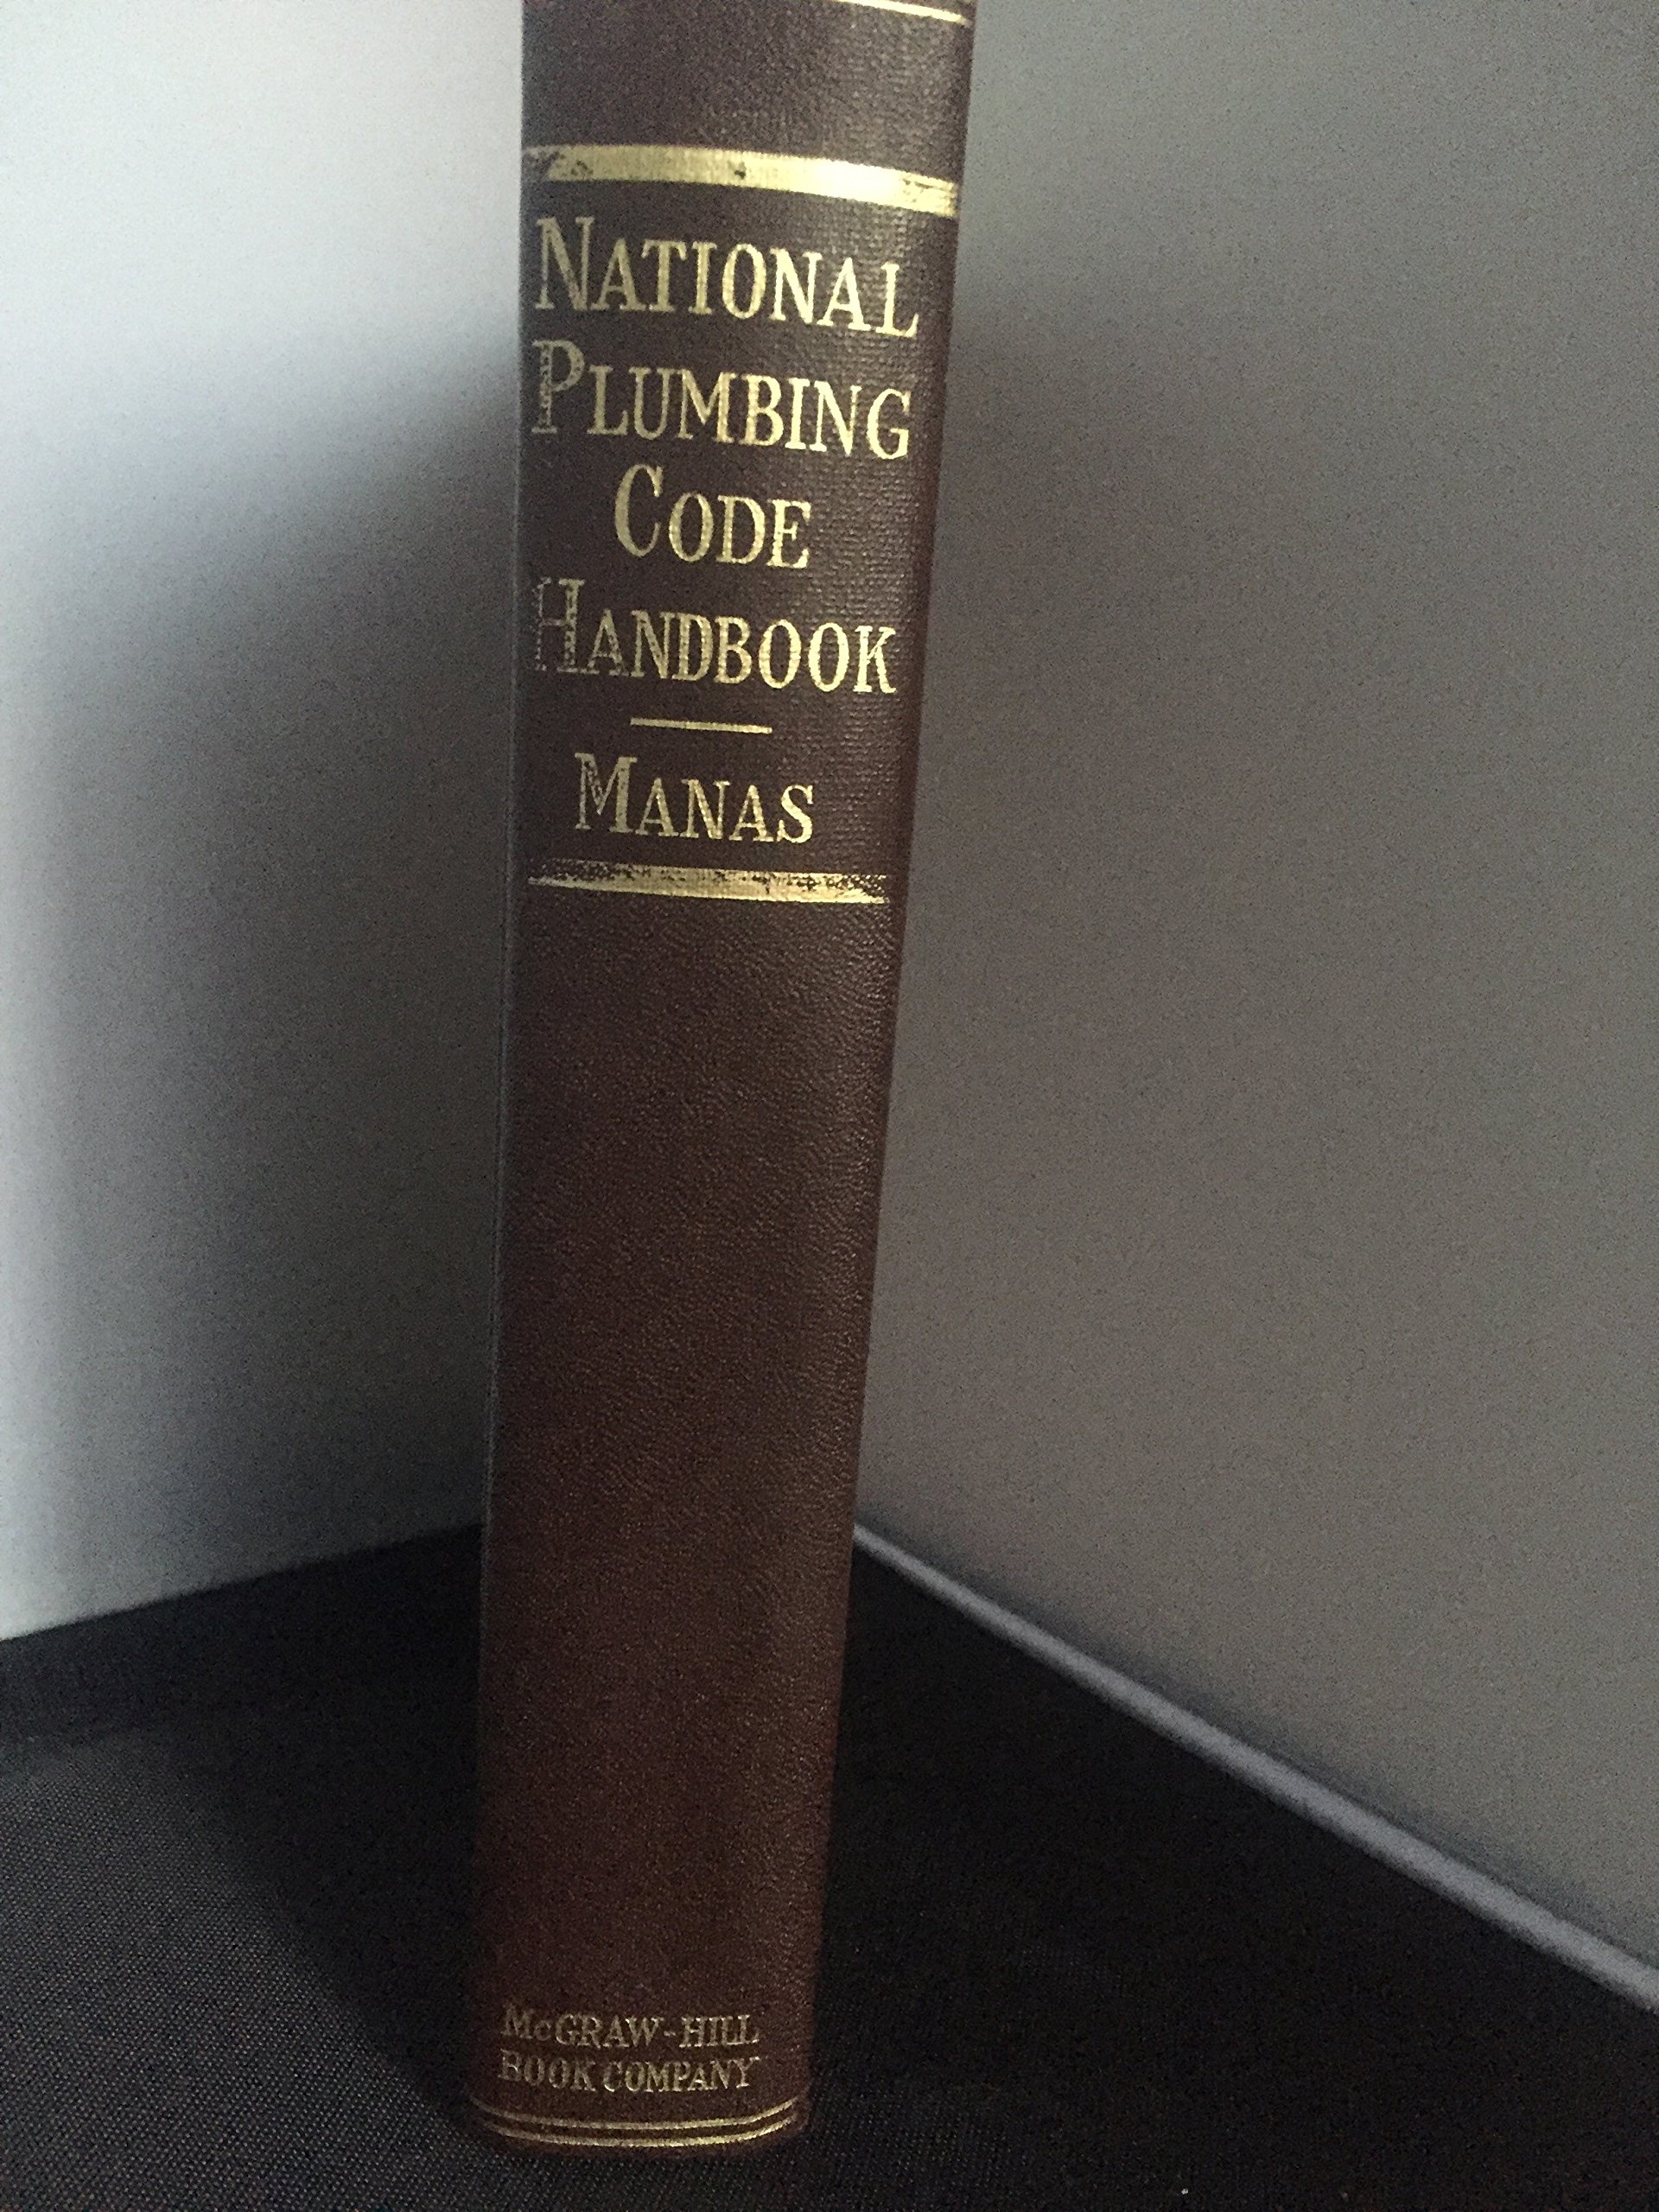 NATIONAL
PLUMBING
CODE
HANDBOOK
MANAS
McGRAW-HILL
BOOK COMPANY